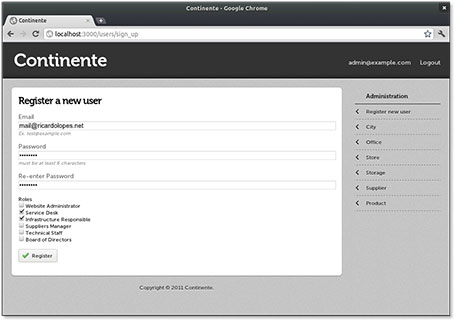 Continente - Google Chrome
Continente
localhost:3000/users/sign_up
Continente
admin@example.com Logout
Register a new user
Email
mail@ricardolopes.net
Ex. test@example.com
Password
••••••••
must be at least 6 characters
Re-enter Password
••••••••
Roles
Website Administrator
Service Desk
Infrastructure Responsible
Suppliers Manager
Technical Staff
Board of Directors
Register
Administration
Register new user
City
Office
Store
Storage
Supplier
Product
Copyright © 2011 Continente.